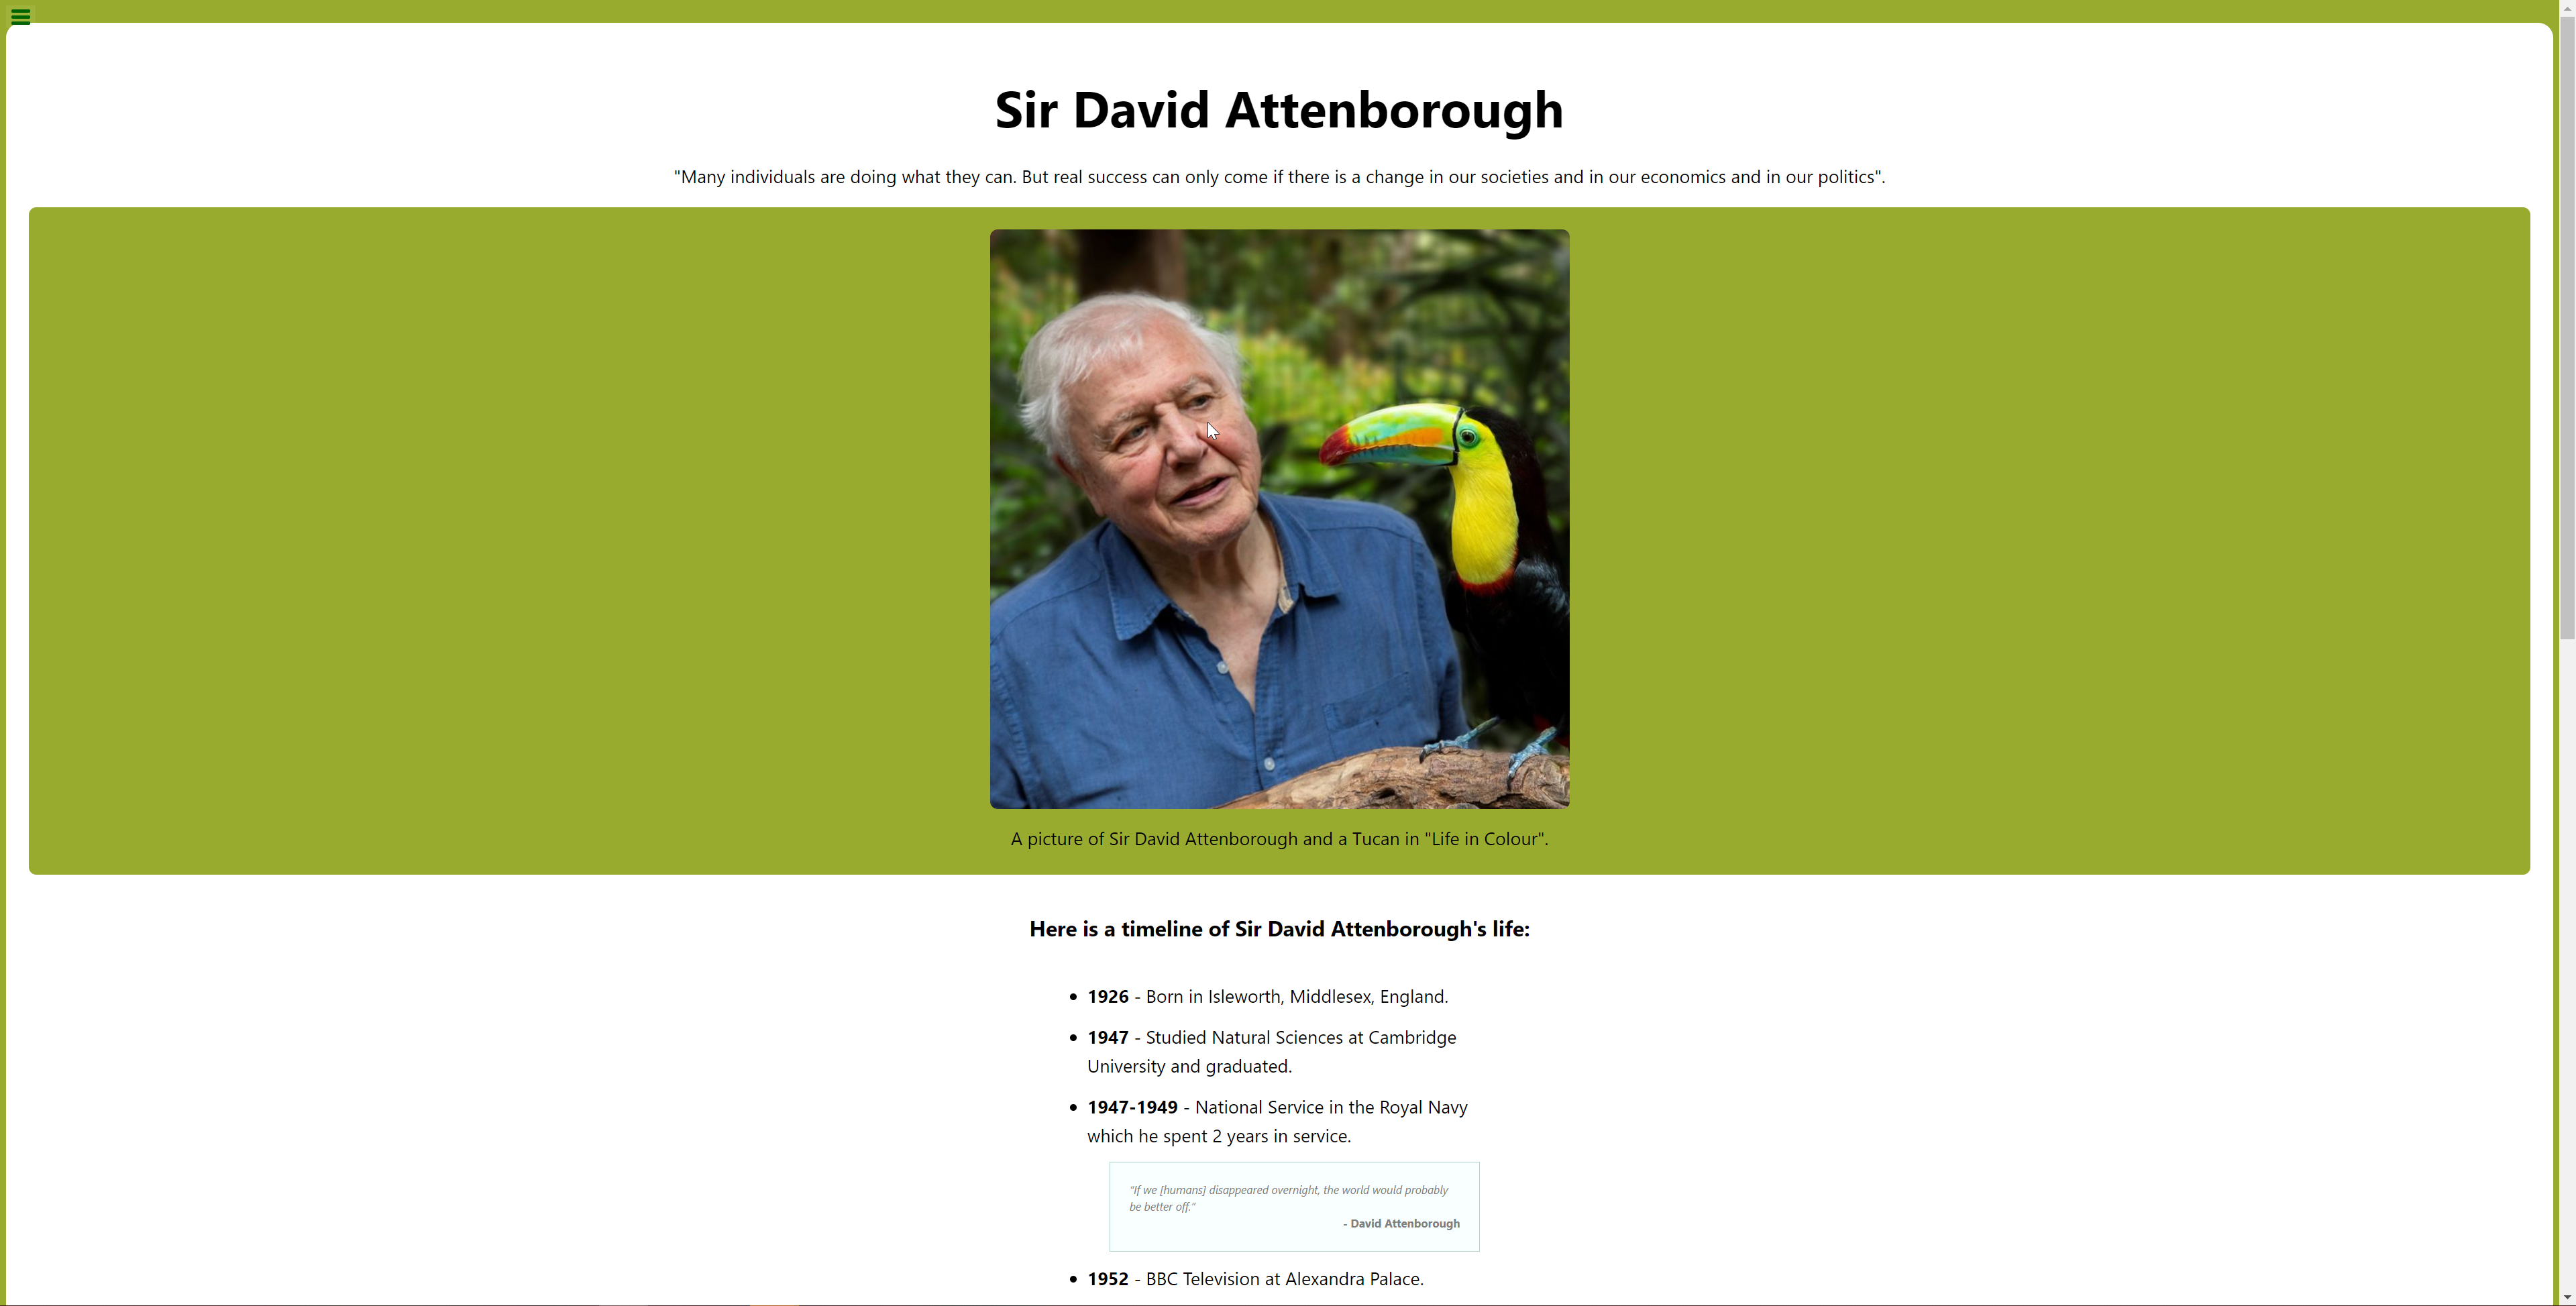 Sir David Attenborough
"Many individuals are doing what they can. But real success can only come if there is a change in our societies and in our economics and in our politics".
A picture of Sir David Attenborough and a Tucan in "Life in Colour".
Here is a timeline of Sir David Attenborough's life:
• 1926 - Born in Isleworth, Middlesex, England.
• 1947 - Studied Natural Sciences at Cambridge
University and graduated.
• 1947-1949 - National Service in the Royal Navy
which he spent 2 years in service.
"If we [humans] disappeared overnight, the world would probably
be better off."
- David Attenborough
• 1952 - BBC Television at Alexandra Palace.